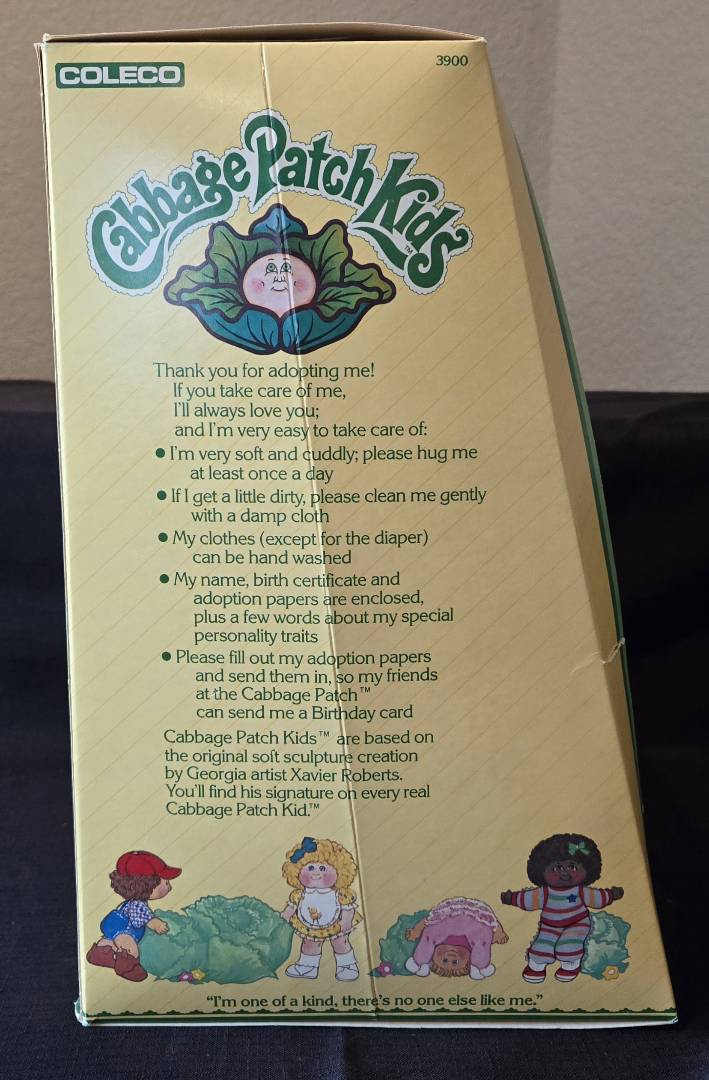 COLECO
3900
Cabbage Patch Kids™
Thank you for adopting me!
If you take care of me,
I'll always love you;
and I'm very easy to take care of:
• I'm very soft and cuddly; please hug me
at least once a day
• If I get a little dirty, please clean me gently
with a damp cloth
• My clothes (except for the diaper)
can be hand washed
• My name, birth certificate and
adoption papers are enclosed,
plus a few words about my special
personality traits
• Please fill out my adoption papers
and send them in, so my friends
at the Cabbage Patch™
can send me a Birthday card
Cabbage Patch Kids™ are based on
the original soft sculpture creation
by Georgia artist Xavier Roberts.
You'll find his signature on every real
Cabbage Patch Kid.™
"I'm one of a kind, there's no one else like me."